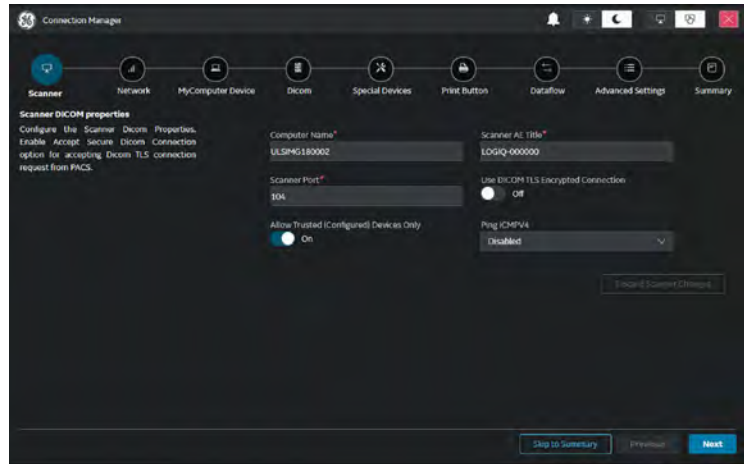 Connection Manager
Scanner
Network
MyComputer Device
Dicom
Special Devices
Print Button
Dataflow
Advanced Settings
Summary
Scanner DICOM properties
Configure the Scanner Dicom Properties.
Enable Accept Secure Dicom Connection
option for accepting Dicom TLS connection
request from PACS.
Computer Name*
ULSIMG180002
Scanner AE Title*
LOGIQ-000000
Scanner Port*
104
Use DICOM TLS Encrypted Connection
Off
Allow Trusted (Configured) Devices Only
On
Ping ICMPV4
Disabled
Discard Scanner Changes
Skip to Summary
Previous
Next